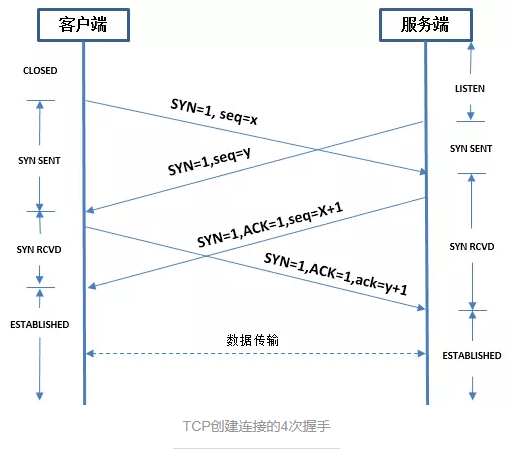 客户端
服务端
CLOSED
LISTEN
SYN=1, seq=x
SYN SENT
SYN=1,seq=y
SYN SENT
SYN=1,ACK=1,seq=X+1
SYN RCVD
SYN RCVD
SYN=1,ACK=1,ack=y+1
ESTABLISHED
数据传输
ESTABLISHED
TCP创建连接的4次握手